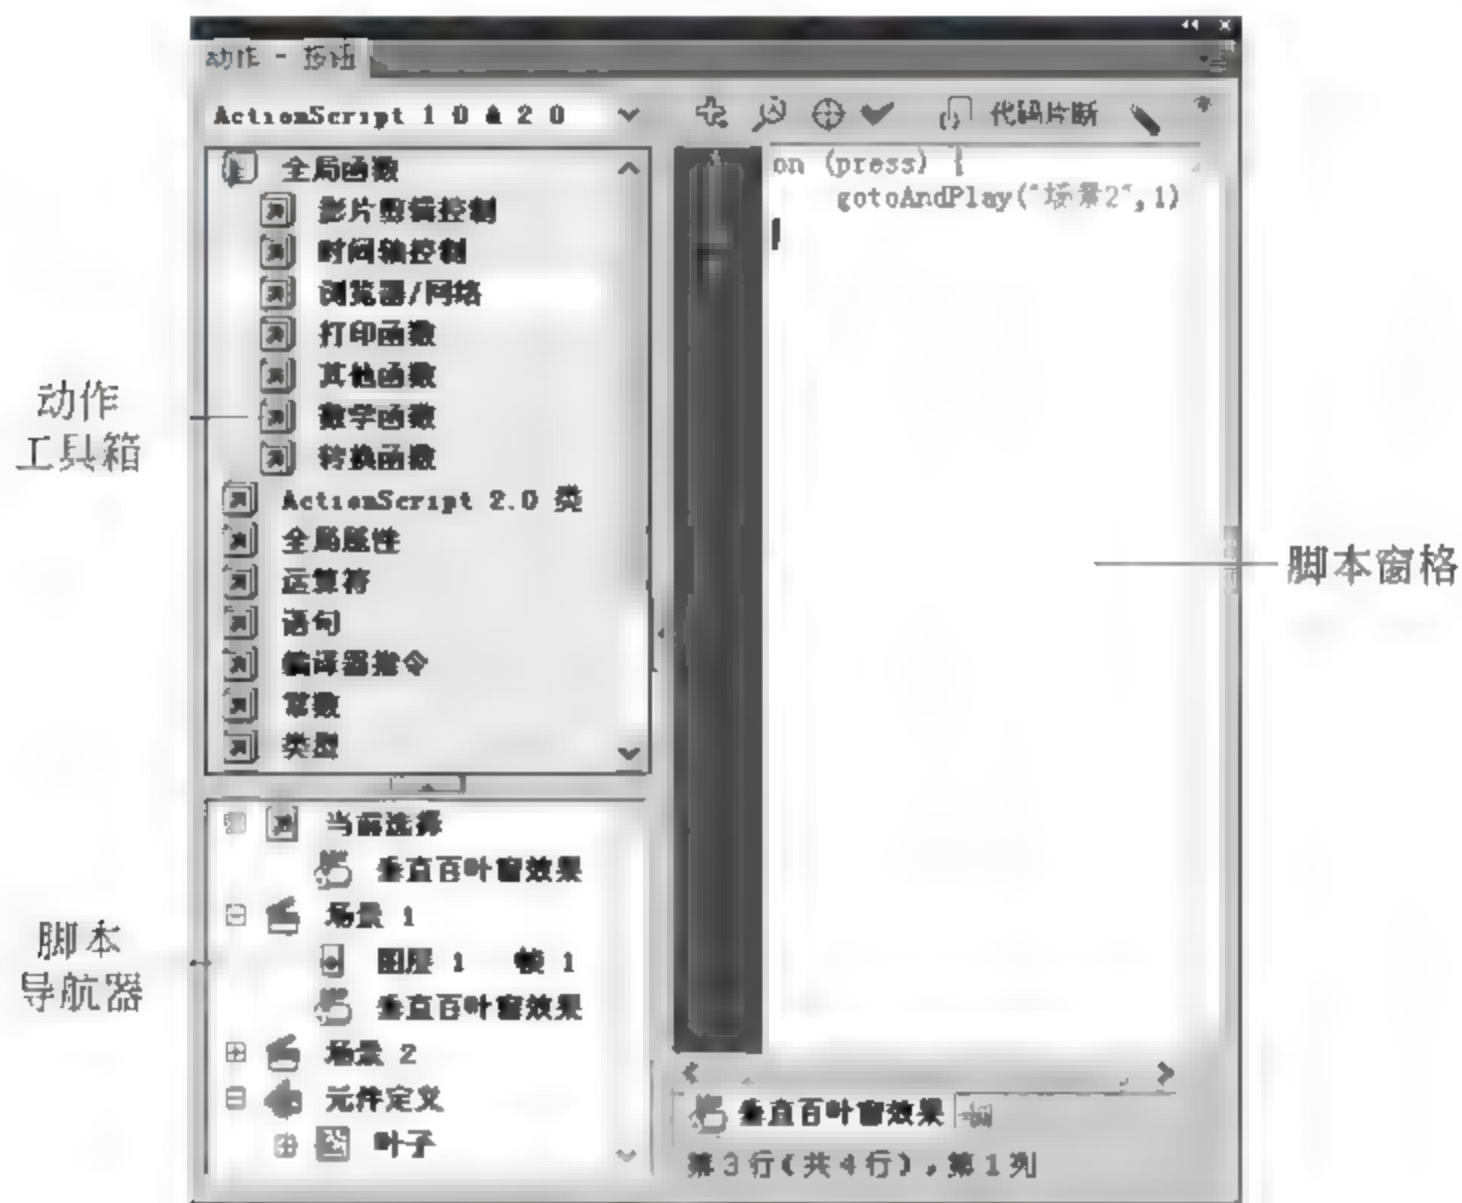 动作 - 按钮
ActionScript 1.0 & 2.0
代码片断
全局函数
影片剪辑控制
时间轴控制
浏览器/网络
打印函数
其他函数
数学函数
转换函数
ActionScript 2.0 类
全局属性
运算符
语句
编译器指令
常数
类型
动作
工具箱
on (press) {
gotoAndPlay("场景2",1)
脚本窗格
当前选择
垂直百叶窗效果
场景 1
图层 1 帧 1
垂直百叶窗效果
场景 2
元件定义
叶子
脚本
导航器
垂直百叶窗效果
第 3 行(共 4 行), 第 1 列